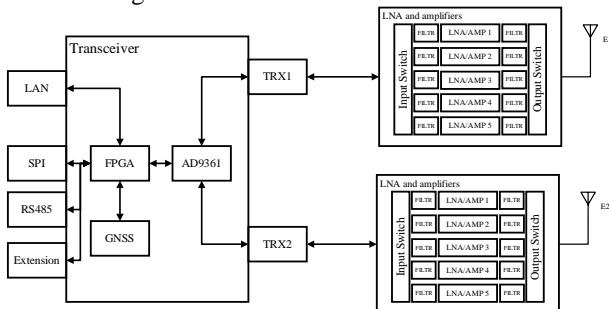 Transceiver
LAN
SPI
RS485
Extension
FPGA
GNSS
AD9361
TRX1
TRX2
LNA and amplifiers
Input Switch
FILTR LNA/AMP 1 FILTR
FILTR LNA/AMP 2 FILTR
FILTR LNA/AMP 3 FILTR
FILTR LNA/AMP 4 FILTR
FILTR LNA/AMP 5 FILTR
Output Switch
E
LNA and amplifiers
Input Switch
FILTR LNA/AMP 1 FILTR
FILTR LNA/AMP 2 FILTR
FILTR LNA/AMP 3 FILTR
FILTR LNA/AMP 4 FILTR
FILTR LNA/AMP 5 FILTR
Output Switch
E2